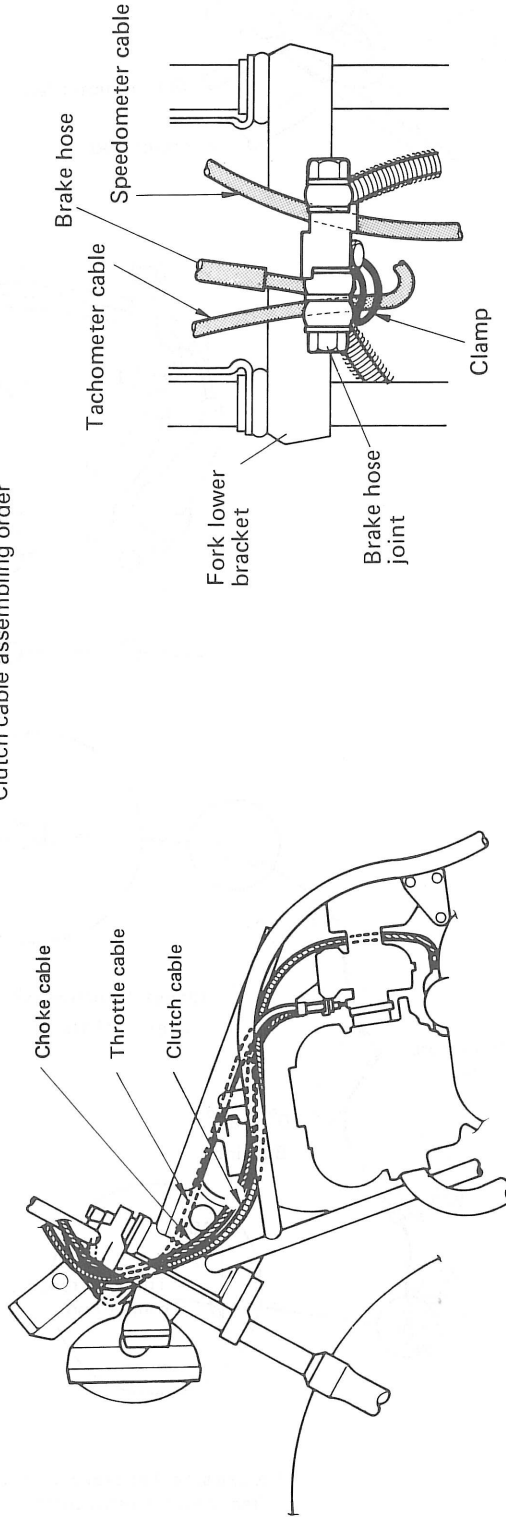 Clutch cable assembling order
Choke cable
Throttle cable
Clutch cable
Tachometer cable
Brake hose
Speedometer cable
Fork lower
bracket
Brake hose
joint
Clamp